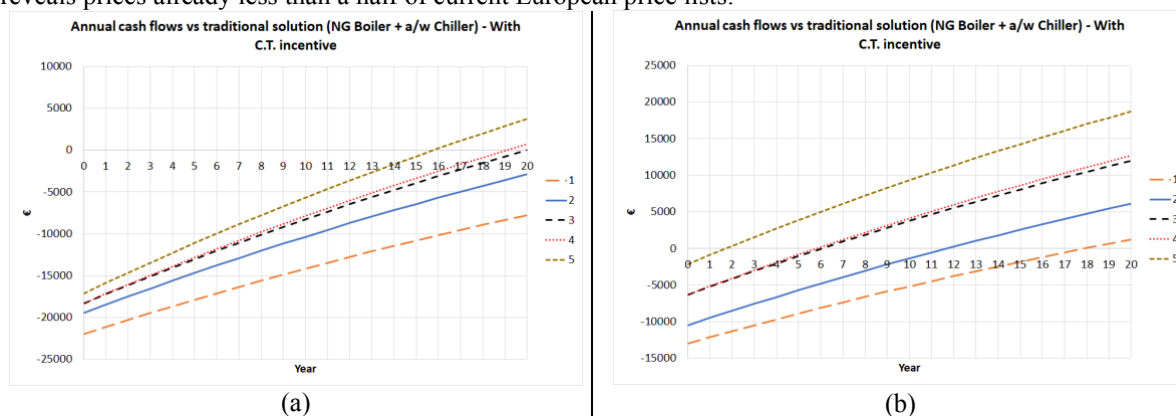 reveals prices already less than a half of current European price lists.
Annual cash flows vs traditional solution (NG Boiler + a/w Chiller) - With
C.T. incentive
10000
5000
0
-5000
-10000
-15000
-20000
-25000
0 1 2 3 4 5 6 7 8 9 10 11 12 13 14 15 16 17 18 19 20
€
Year
1
2
3
4
5
(a)
Annual cash flows vs traditional solution (NG Boiler + a/w Chiller) - With
C.T. incentive
25000
20000
15000
10000
5000
0
-5000
-10000
-15000
0 1 2 3 4 5 6 7 8 9 10 11 12 13 14 15 16 17 18 19 20
€
Year
1
2
3
4
5
(b)